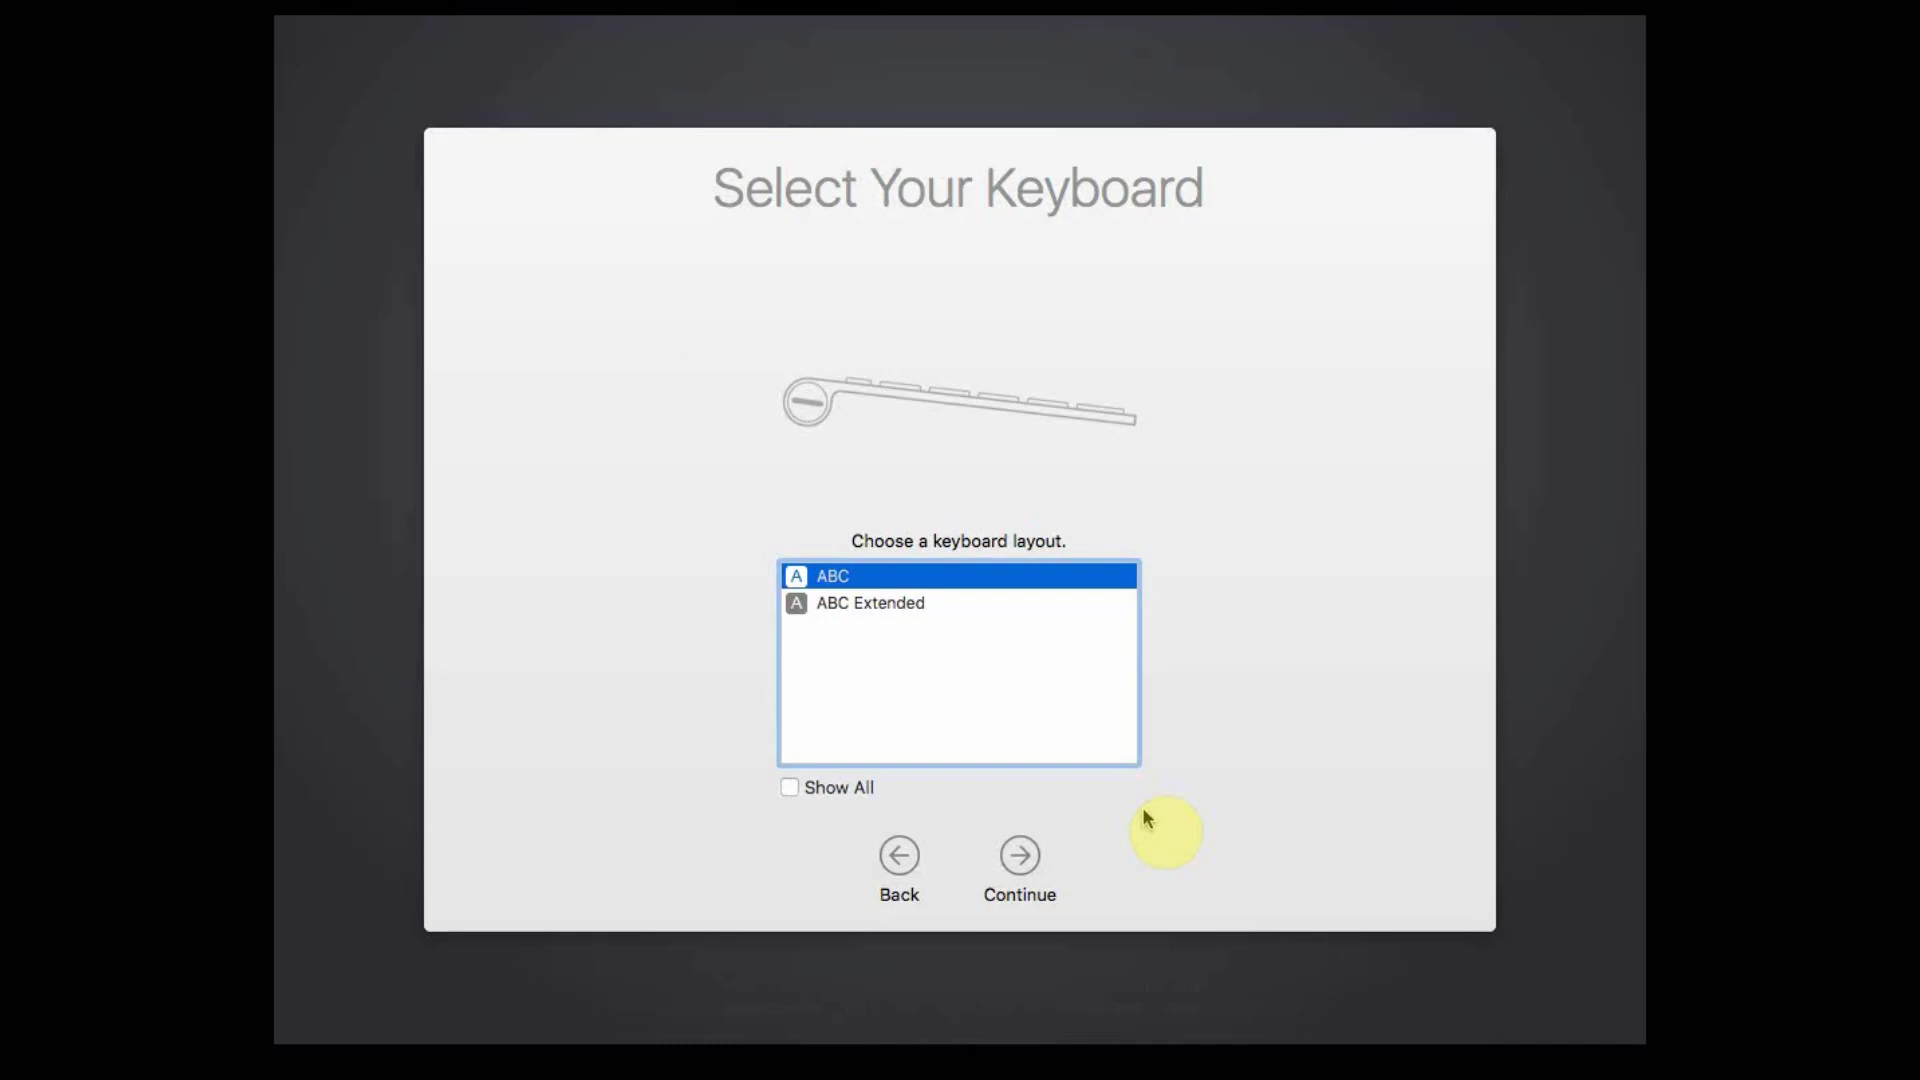 Select Your Keyboard
Choose a keyboard layout.
A ABC
A ABC Extended
Show All
Back
Continue